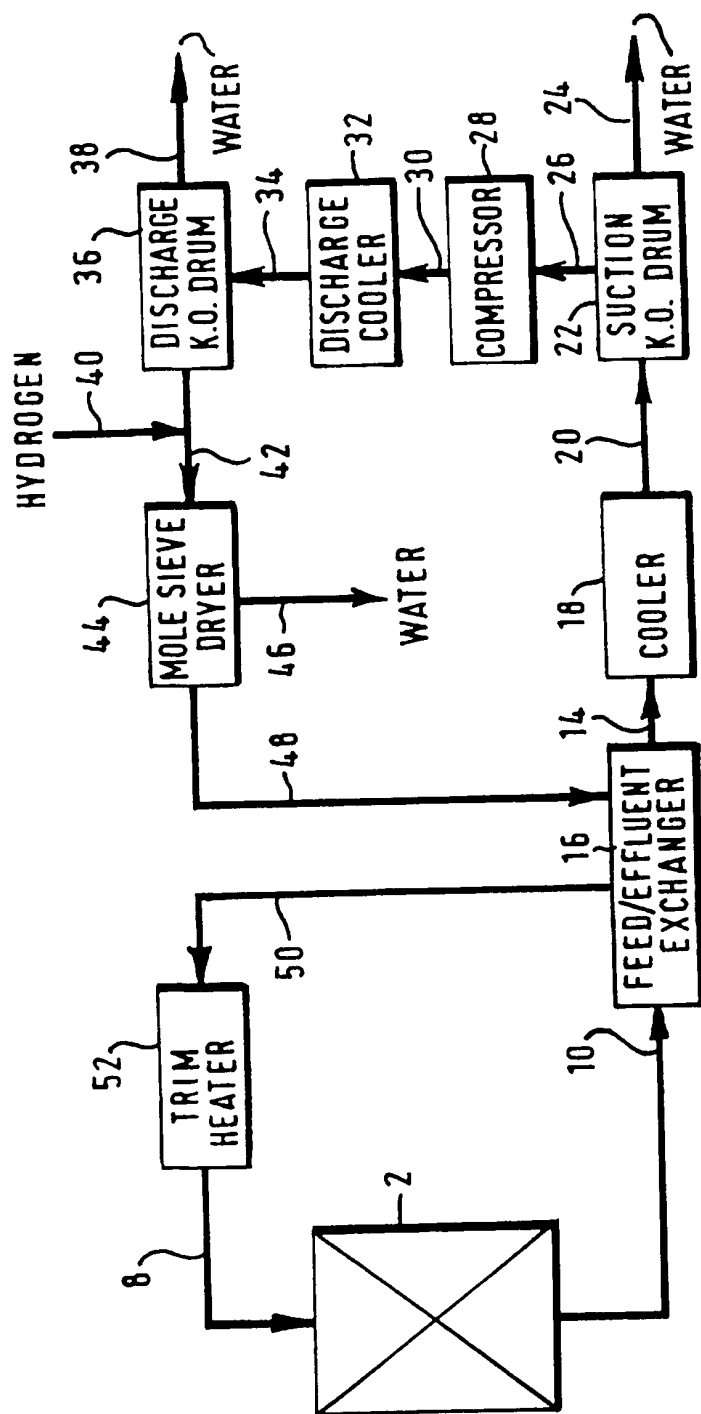 HYDROGEN
40
36
DISCHARGE
K.O. DRUM
38
WATER
34
32
DISCHARGE
COOLER
30
28
COMPRESSOR
26
22
SUCTION
K.O. DRUM
24
WATER
42
44
MOLE SIEVE
DRYER
46
WATER
48
20
18
COOLER
14
16
FEED/EFFLUENT
EXCHANGER
50
52
TRIM
HEATER
8
2
10